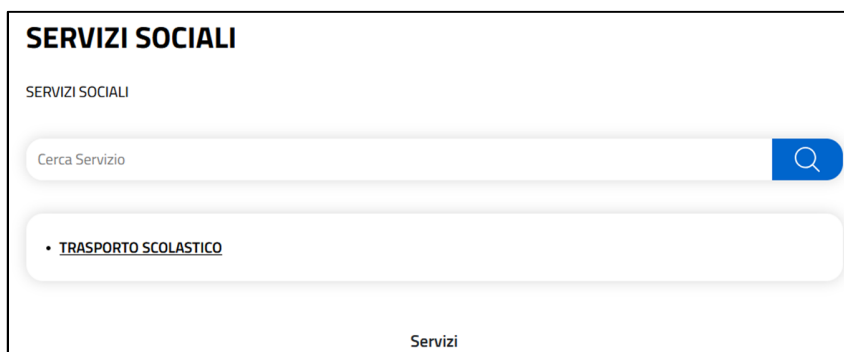 SERVIZI SOCIALI
SERVIZI SOCIALI
Cerca Servizio
• TRASPORTO SCOLASTICO
Servizi